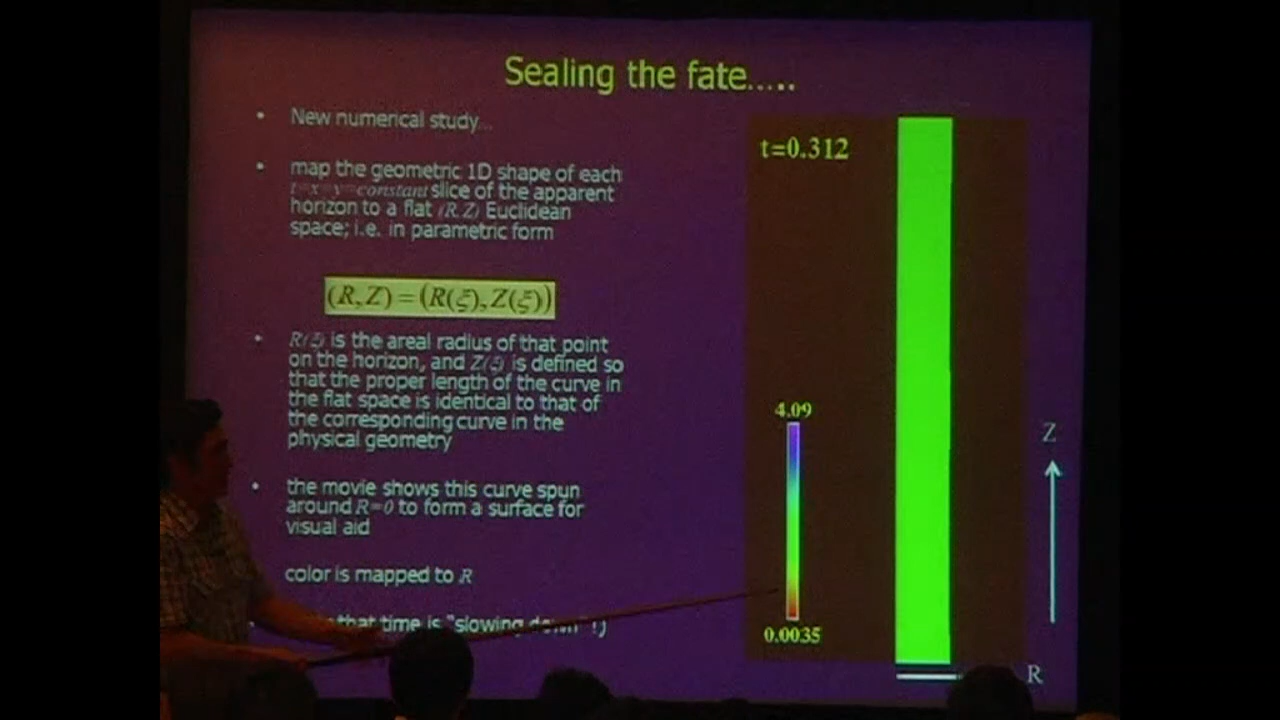 Sealing the fate.....
New numerical study...
map the geometric 1D shape of each
t=x=y=constant slice of the apparent
horizon to a flat (R,Z) Euclidean
space; i.e. in parametric form
(R,Z)=(R(ξ),Z(ξ))
R(ξ) is the areal radius of that point
on the horizon, and Z(ξ) is defined so
that the proper length of the curve in
the flat space is identical to that of
the corresponding curve in the
physical geometry
the movie shows this curve spun
around R=0 to form a surface for
visual aid
color is mapped to R
that time is "slowing down"!)
t=0.312
4.09
0.0035
Z
R